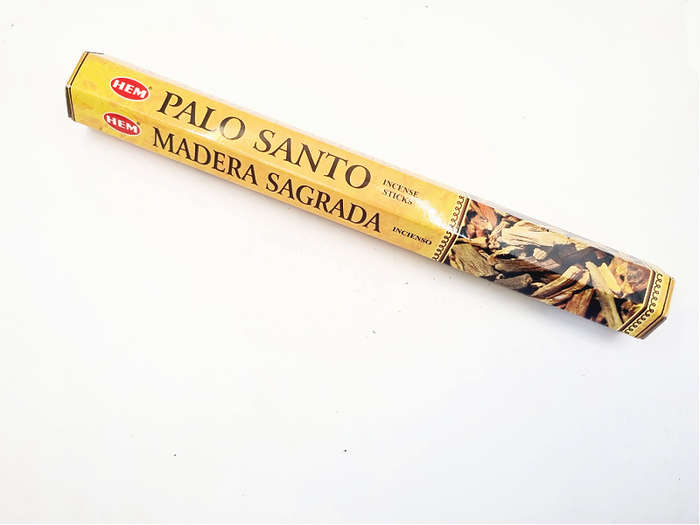 HEM
PALO SANTO
INCENSE
STICKS
HEM
MADERA SAGRADA
INCIENSO